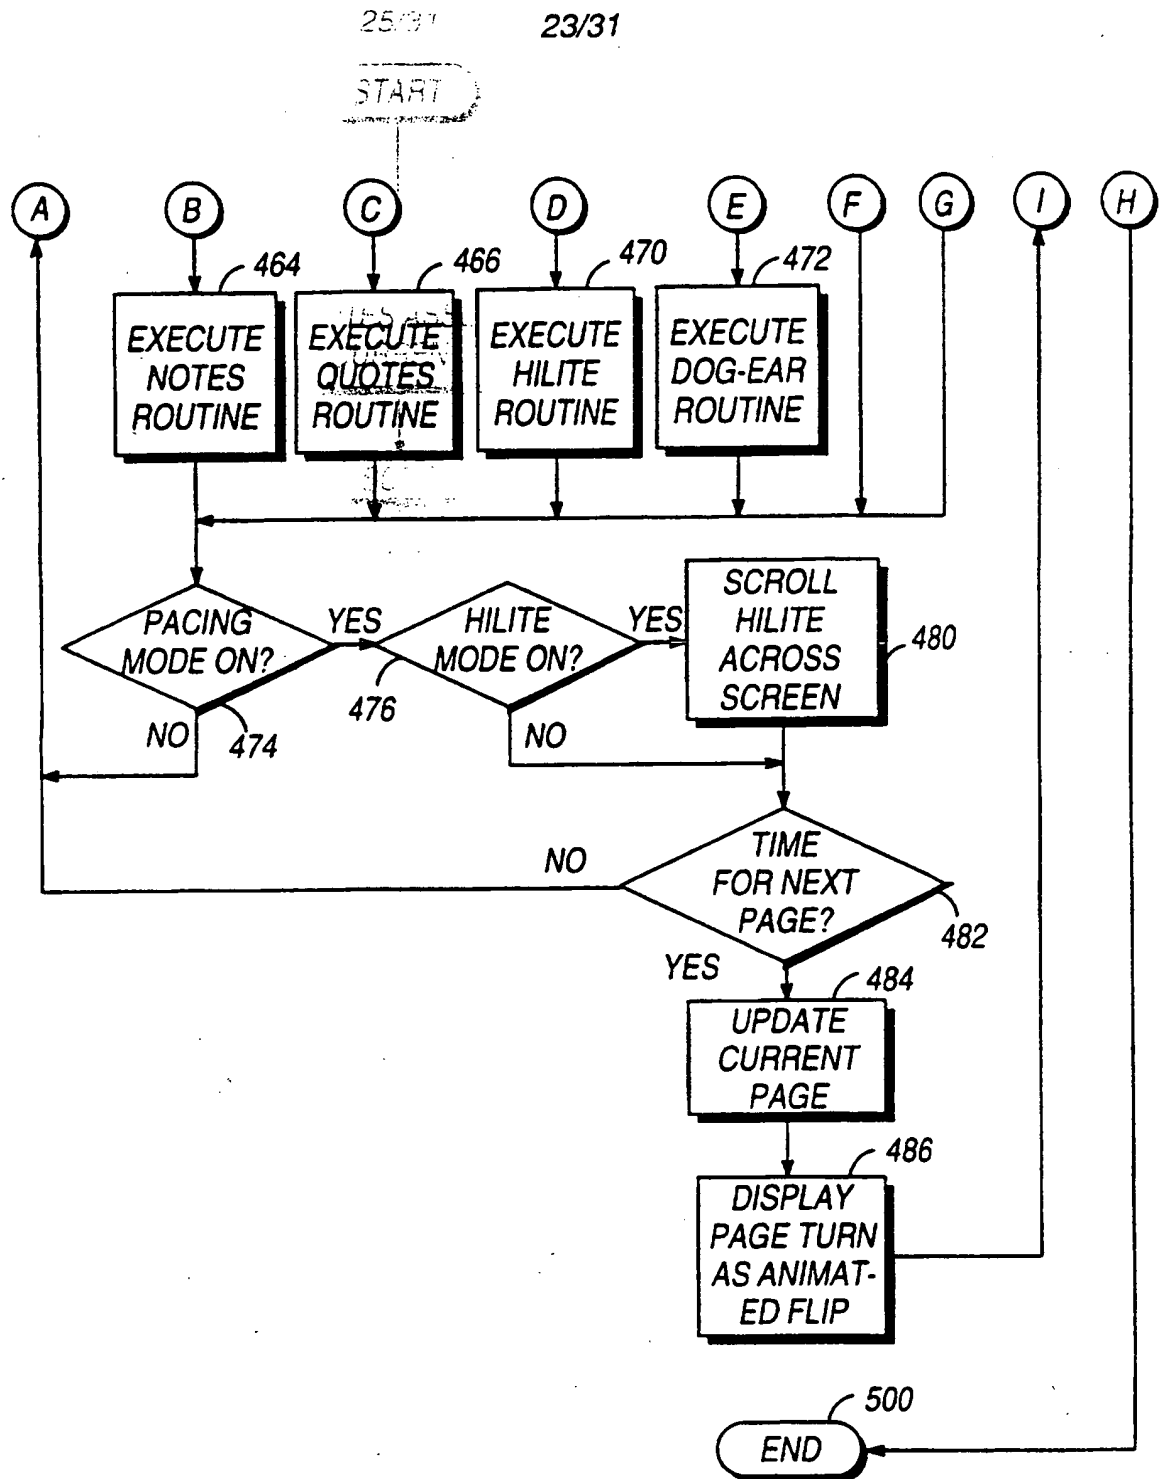 23/31
START
A B C D E F G I H
464
466
470
472
EXECUTE
NOTES
ROUTINE
EXECUTE
QUOTES
ROUTINE
EXECUTE
HILITE
ROUTINE
EXECUTE
DOG-EAR
ROUTINE
PACING
MODE ON?
YES
HILITE
MODE ON?
YES
SCROLL
HILITE
ACROSS
SCREEN
480
476
474
NO
NO
TIME
FOR NEXT
PAGE?
NO
482
YES
484
UPDATE
CURRENT
PAGE
486
DISPLAY
PAGE TURN
AS ANIMAT-
ED FLIP
500
END